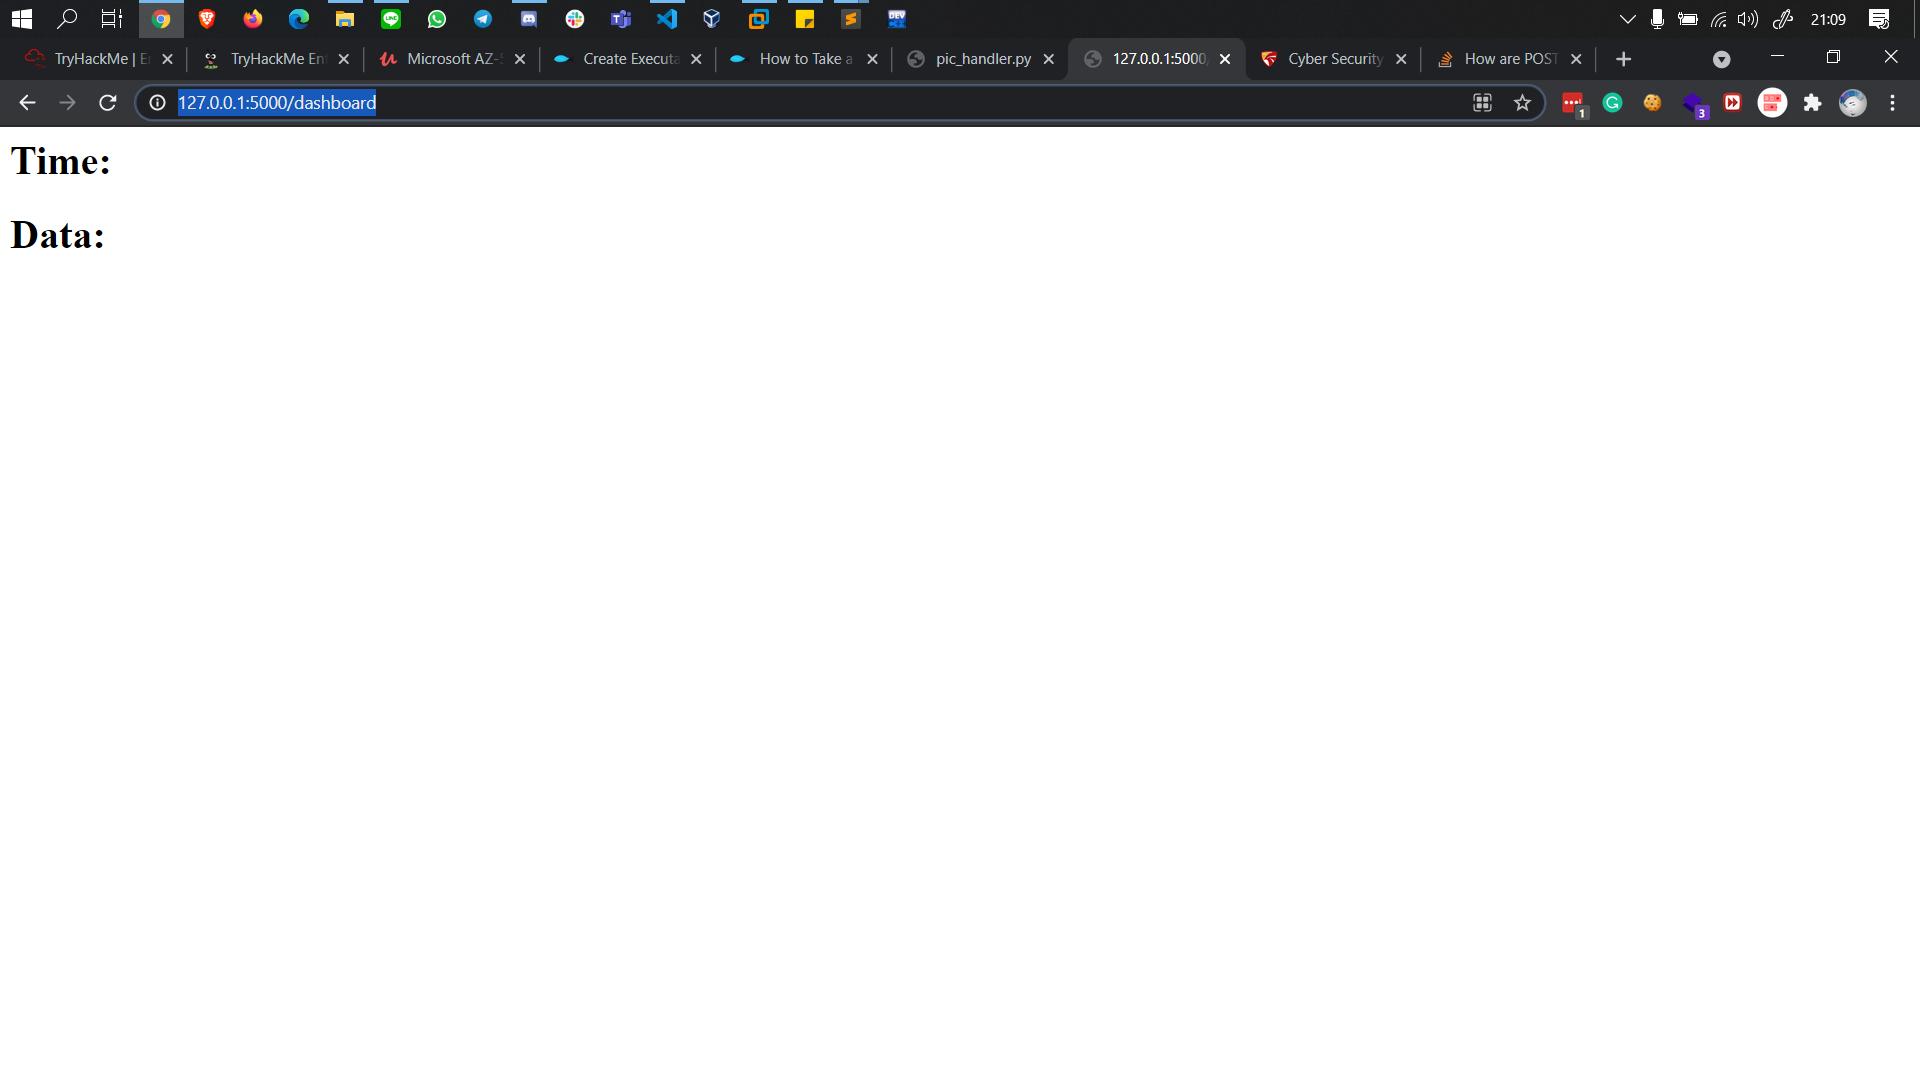 21:09
TryHackMe | E
TryHackMe En
Microsoft AZ-
Create Execut
How to Take a
pic_handler.py
127.0.0.1:5000
Cyber Security
How are POST
127.0.0.1:5000/dashboard
1
3
Time:
Data: